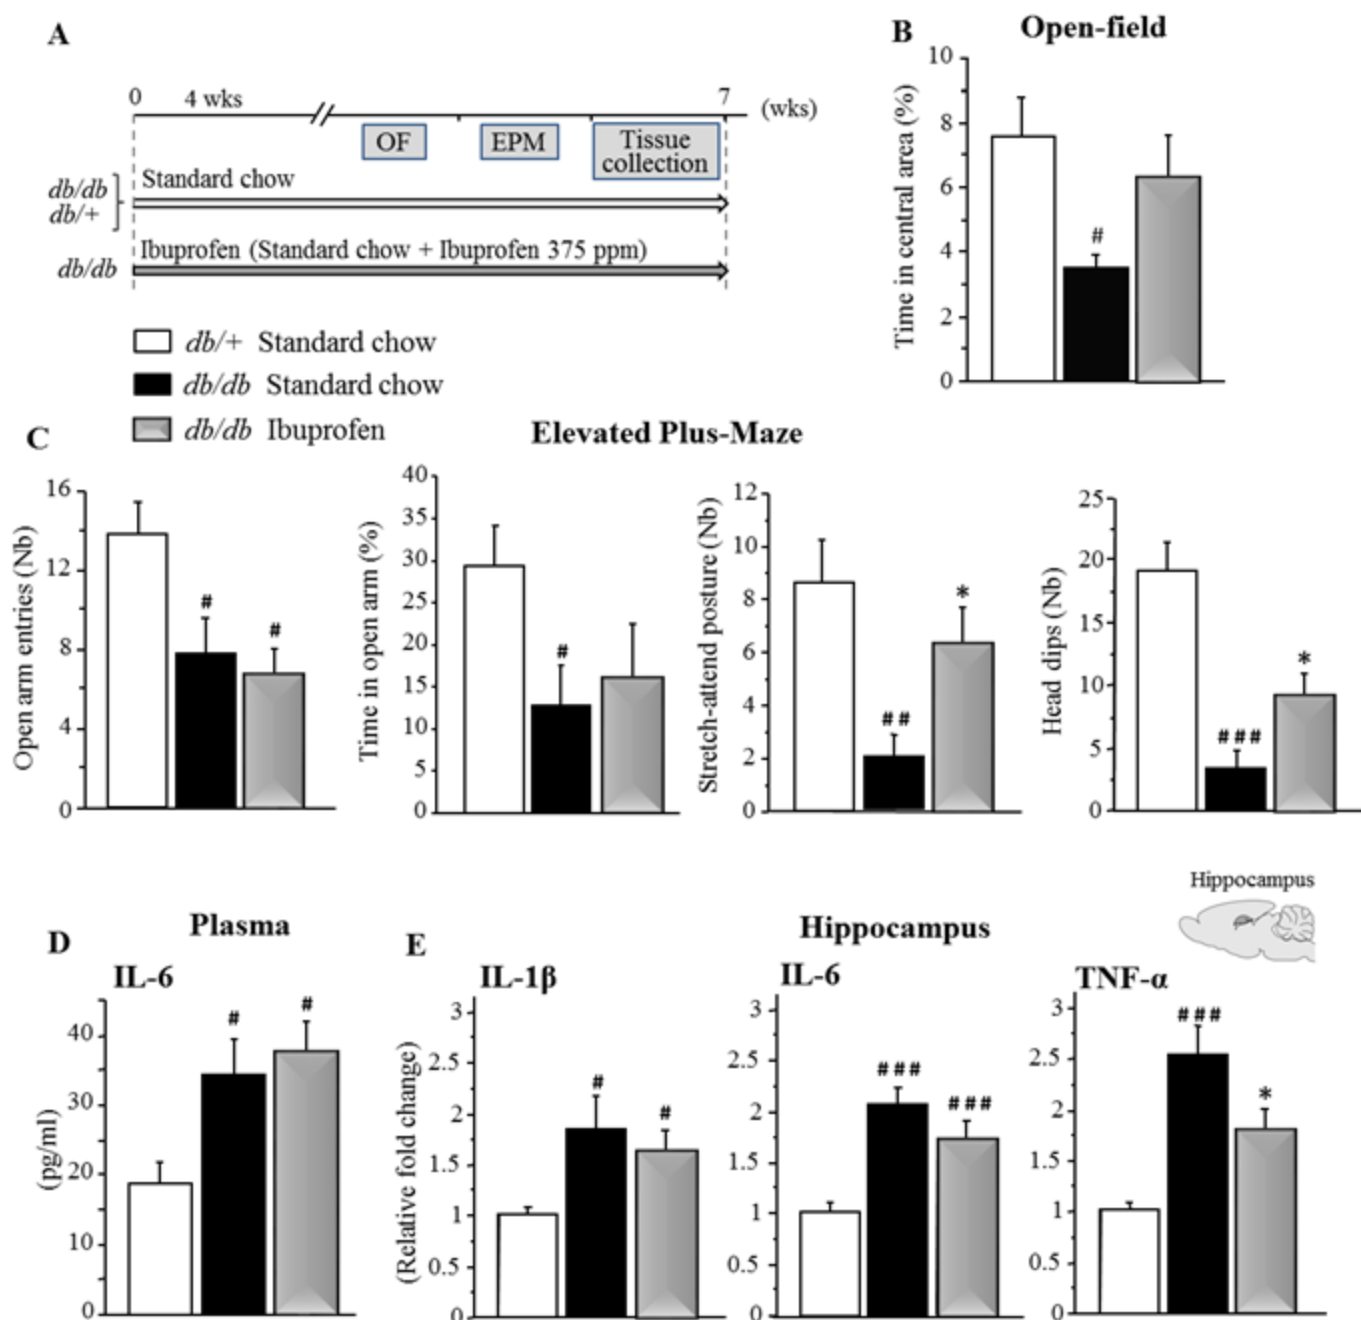 A
0 4 wks 7 (wks)
OF EPM Tissue
collection
db/db
db/+
Standard chow
db/db
Ibuprofen (Standard chow + Ibuprofen 375 ppm)
db/+ Standard chow
db/db Standard chow
db/db Ibuprofen
B Open-field
Time in central area (%)
10
8
6
4
2
0
#
C Elevated Plus-Maze
Open arm entries (Nb)
16
12
8
4
0
#
#
Time in open arm (%)
40
35
30
25
20
15
10
5
0
#
Stretch-attend posture (Nb)
12
10
8
6
4
2
0
##
*
Head dips (Nb)
25
20
15
10
5
0
###
*
D Plasma
IL-6
(pg/ml)
40
30
20
10
0
#
#
E Hippocampus
Hippocampus
IL-1β
(Relative fold change)
3
2.5
2
1.5
1
0.5
0
#
#
IL-6
3
2.5
2
1.5
1
0.5
0
###
###
TNF-α
3
2.5
2
1.5
1
0.5
0
###
*